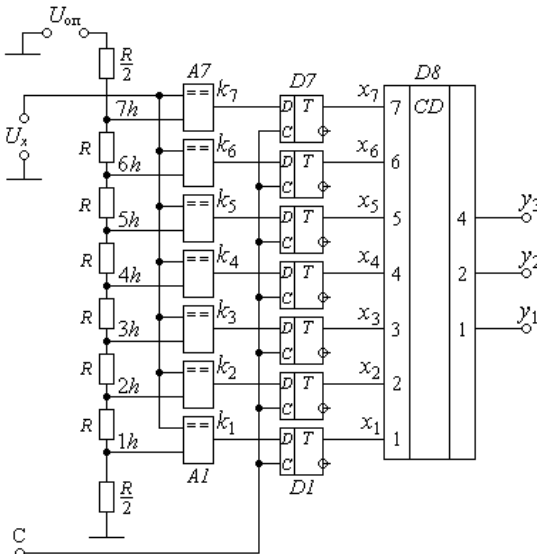 Uоп
R/2
A7
D7
D8
== k7
D T
x7
7
CD
Ux
7h
C
R
6h
== k6
D T
x6
6
C
R
5h
== k5
D T
x5
5
4
y3
C
R
4h
== k4
D T
x4
4
2
y2
C
R
3h
== k3
D T
x3
3
1
y1
C
R
2h
== k2
D T
x2
2
C
R
1h
== k1
D T
x1
1
C
A1
D1
R/2
C